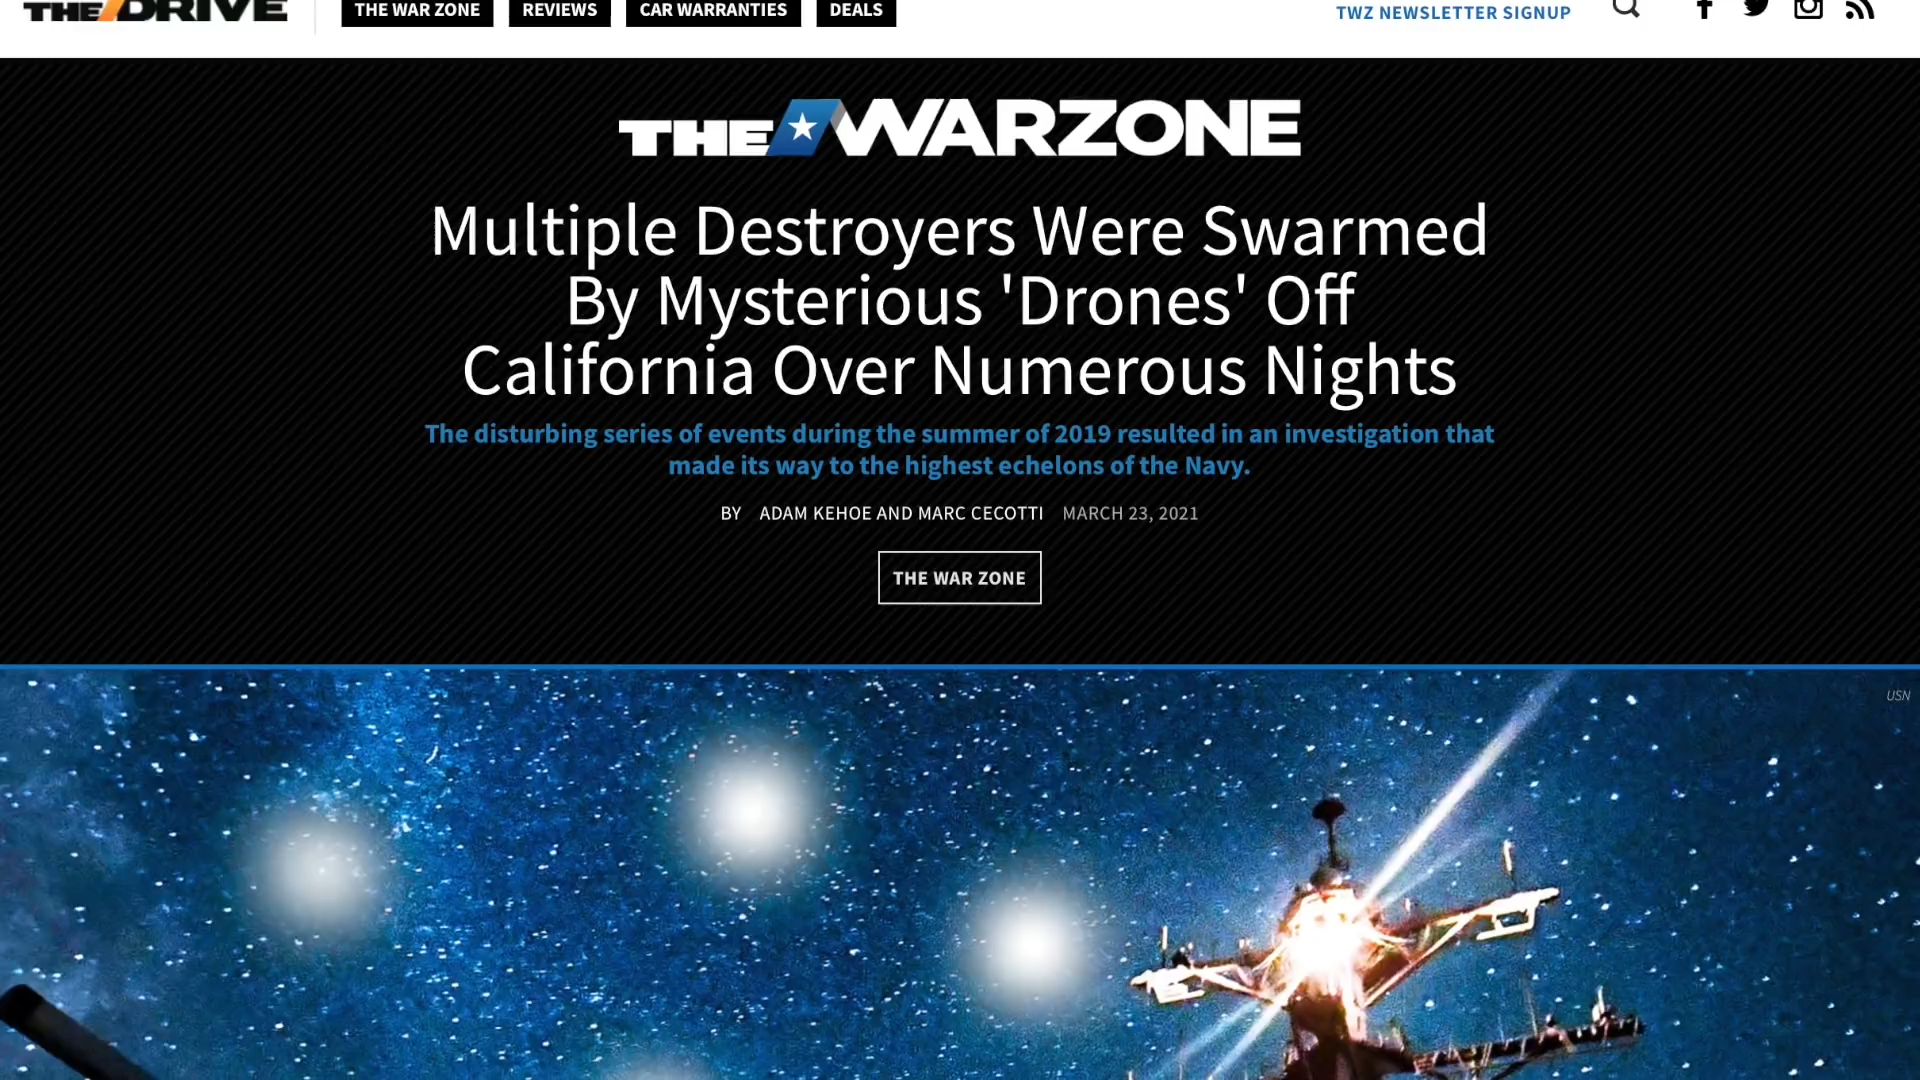 THE DRIVE
THE WAR ZONE
REVIEWS
CAR WARRANTIES
DEALS
TWZ NEWSLETTER SIGNUP
THE WARZONE
Multiple Destroyers Were Swarmed
By Mysterious 'Drones' Off
California Over Numerous Nights
The disturbing series of events during the summer of 2019 resulted in an investigation that
made its way to the highest echelons of the Navy.
BY ADAM KEHOE AND MARC CECOTTI MARCH 23, 2021
THE WAR ZONE
USN